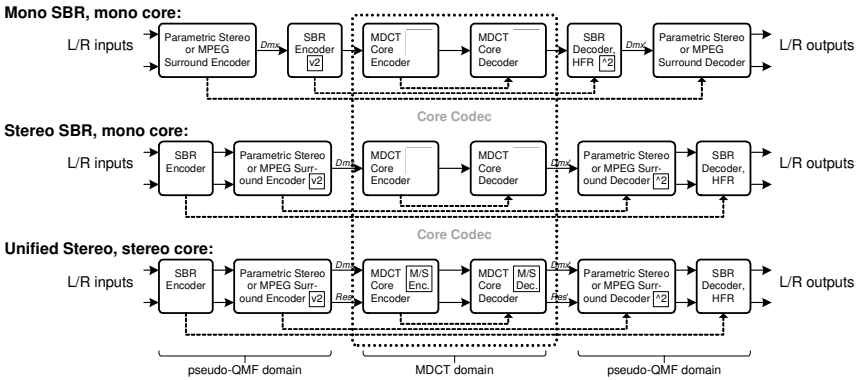 Mono SBR, mono core:
L/R inputs
Parametric Stereo
or MPEG
Surround Encoder
Dmx
SBR
Encoder
v2
MDCT
Core
Encoder
MDCT
Core
Decoder
SBR
Decoder,
HFR ^2
Dmx'
Parametric Stereo
or MPEG
Surround Decoder
L/R outputs
Core Codec
Stereo SBR, mono core:
L/R inputs
SBR
Encoder
Parametric Stereo
or MPEG Surr-
ound Encoder v2
Dmx
MDCT
Core
Encoder
MDCT
Core
Decoder
Dmx'
Parametric Stereo
or MPEG Surr-
ound Decoder ^2
SBR
Decoder,
HFR
L/R outputs
Core Codec
Unified Stereo, stereo core:
L/R inputs
SBR
Encoder
Parametric Stereo
or MPEG Surr-
ound Encoder v2
Dmx
Res
MDCT
Core
Encoder
M/S
Enc.
MDCT
Core
Decoder
M/S
Dec.
Dmx'
Res'
Parametric Stereo
or MPEG Surr-
ound Decoder ^2
SBR
Decoder,
HFR
L/R outputs
pseudo-QMF domain
MDCT domain
pseudo-QMF domain